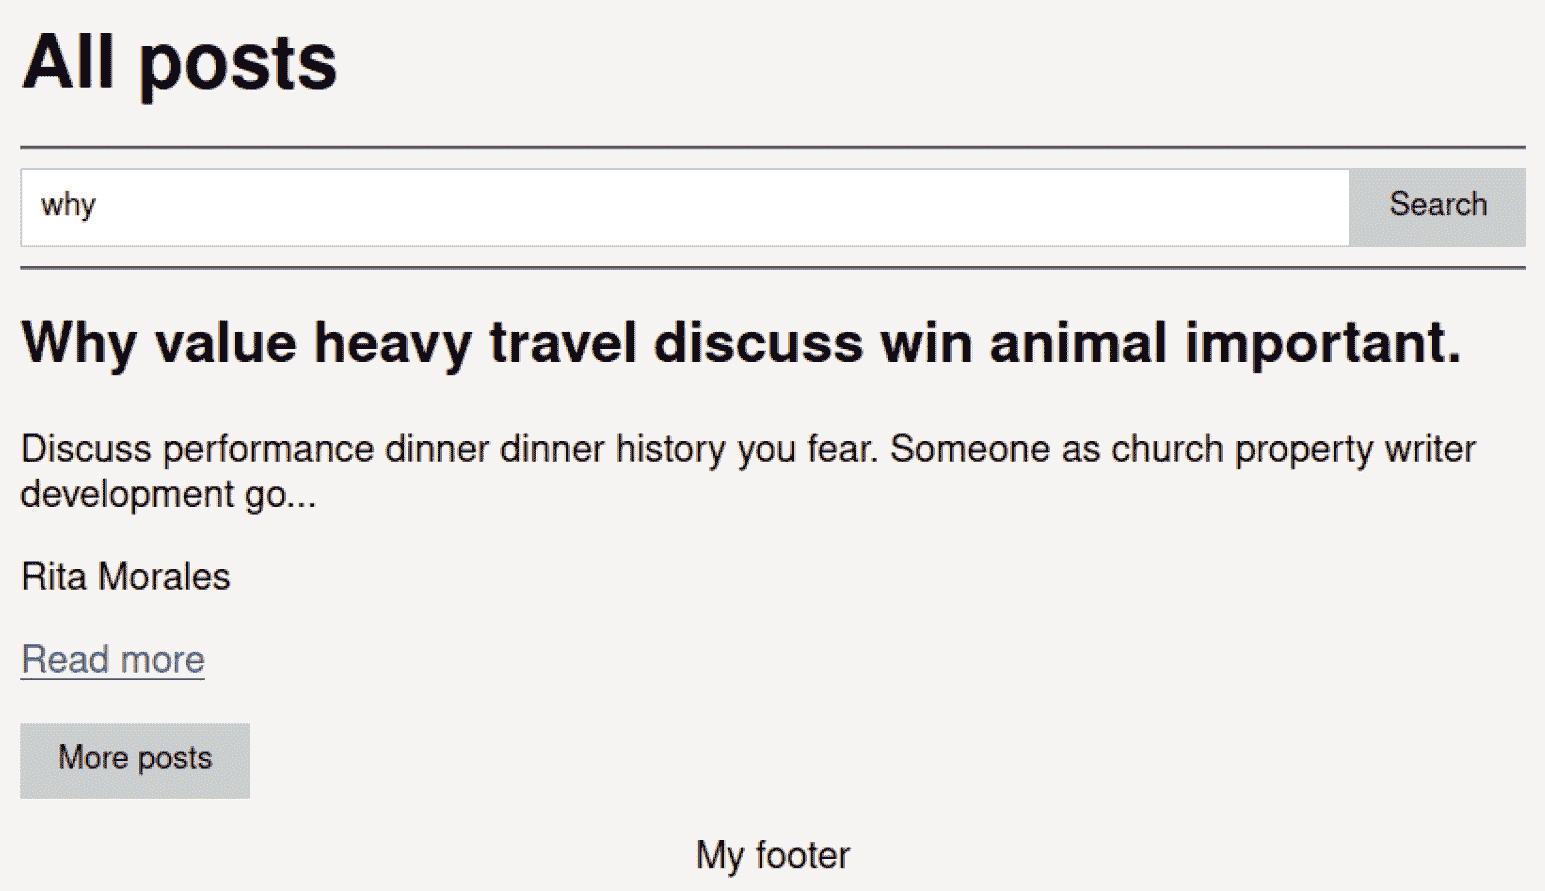 All posts
why
Search
Why value heavy travel discuss win animal important.
Discuss performance dinner dinner history you fear. Someone as church property writer
development go...
Rita Morales
Read more
More posts
My footer